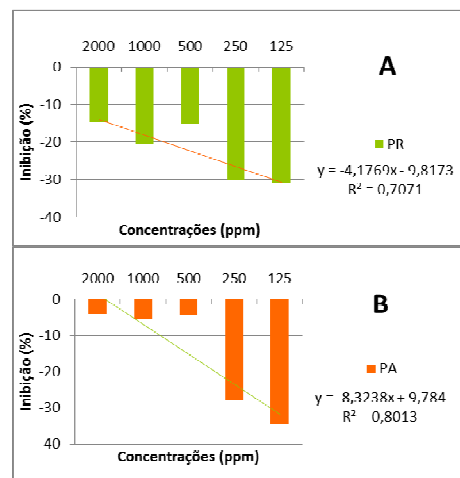 2000 1000 500 250 125
A
0
-10
-20
-30
-40
Inibição (%)
Concentrações (ppm)
PR
y = -4,1769x - 9,8173
R² = 0,7071
2000 1000 500 250 125
B
0
-10
-20
-30
40
Inibição (%)
Concentrações (ppm)
PA
y = 8,3238x + 9,784
R² 0,8013